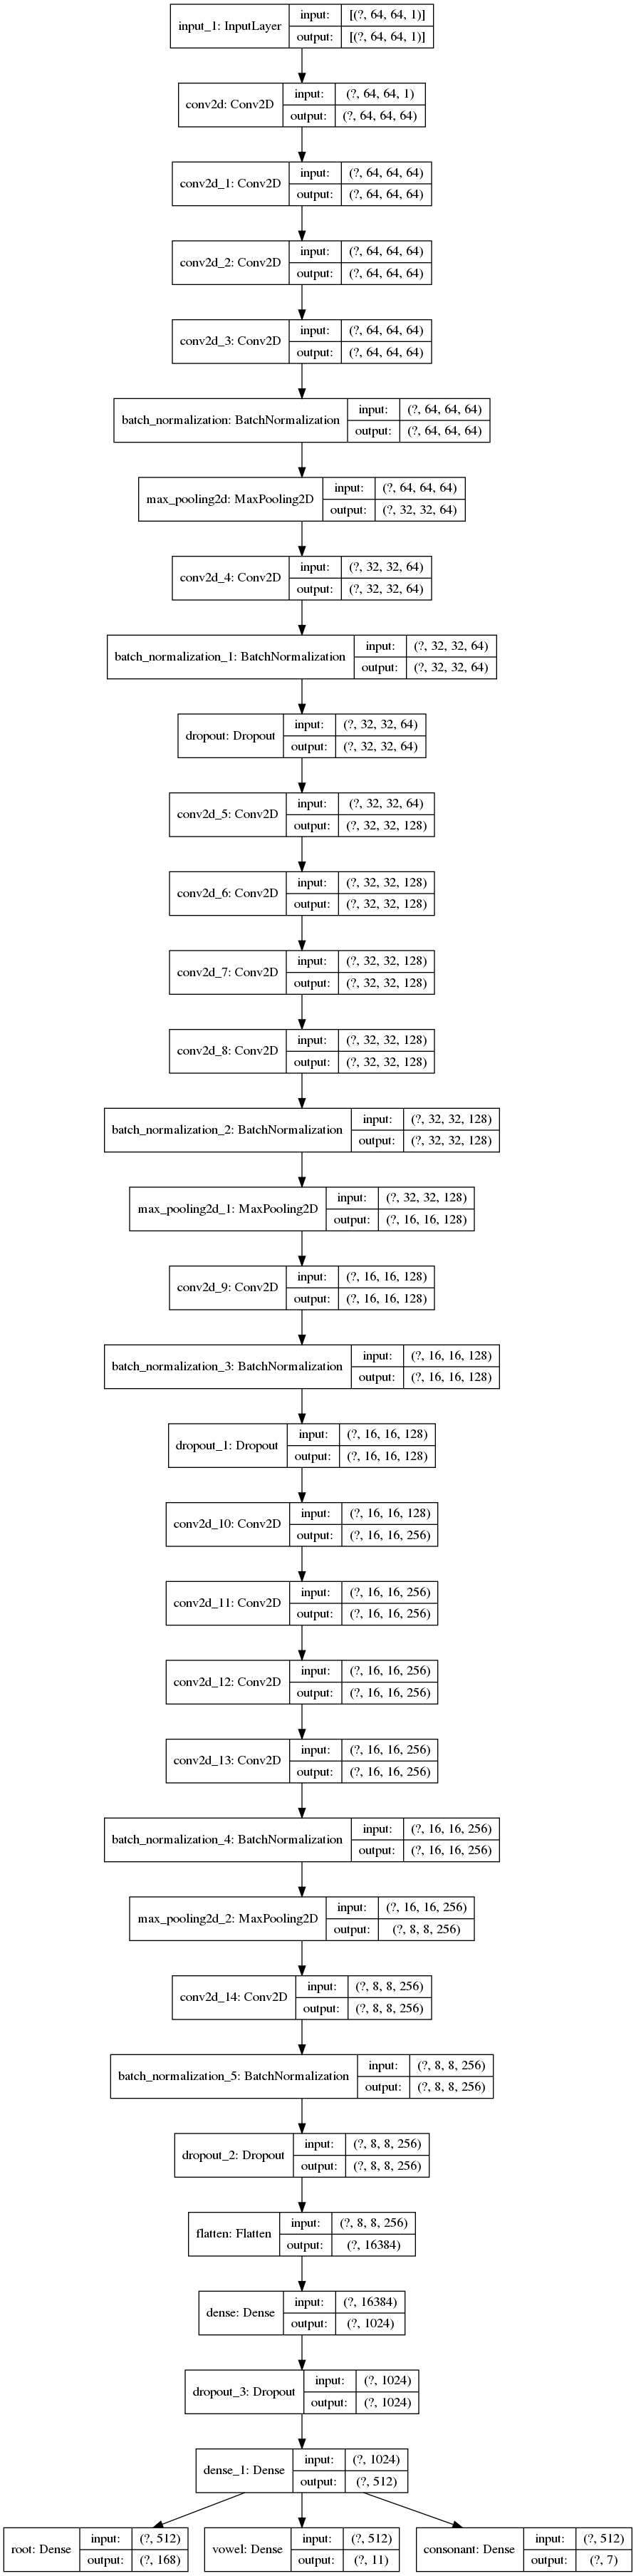 input_1: InputLayer input: [(?, 64, 64, 1)]
output: [(?, 64, 64, 1)]
conv2d: Conv2D input: (?, 64, 64, 1)
output: (?, 64, 64, 64)
conv2d_1: Conv2D input: (?, 64, 64, 64)
output: (?, 64, 64, 64)
conv2d_2: Conv2D input: (?, 64, 64, 64)
output: (?, 64, 64, 64)
conv2d_3: Conv2D input: (?, 64, 64, 64)
output: (?, 64, 64, 64)
batch_normalization: BatchNormalization input: (?, 64, 64, 64)
output: (?, 64, 64, 64)
max_pooling2d: MaxPooling2D input: (?, 64, 64, 64)
output: (?, 32, 32, 64)
conv2d_4: Conv2D input: (?, 32, 32, 64)
output: (?, 32, 32, 64)
batch_normalization_1: BatchNormalization input: (?, 32, 32, 64)
output: (?, 32, 32, 64)
dropout: Dropout input: (?, 32, 32, 64)
output: (?, 32, 32, 64)
conv2d_5: Conv2D input: (?, 32, 32, 64)
output: (?, 32, 32, 128)
conv2d_6: Conv2D input: (?, 32, 32, 128)
output: (?, 32, 32, 128)
conv2d_7: Conv2D input: (?, 32, 32, 128)
output: (?, 32, 32, 128)
conv2d_8: Conv2D input: (?, 32, 32, 128)
output: (?, 32, 32, 128)
batch_normalization_2: BatchNormalization input: (?, 32, 32, 128)
output: (?, 32, 32, 128)
max_pooling2d_1: MaxPooling2D input: (?, 32, 32, 128)
output: (?, 16, 16, 128)
conv2d_9: Conv2D input: (?, 16, 16, 128)
output: (?, 16, 16, 128)
batch_normalization_3: BatchNormalization input: (?, 16, 16, 128)
output: (?, 16, 16, 128)
dropout_1: Dropout input: (?, 16, 16, 128)
output: (?, 16, 16, 128)
conv2d_10: Conv2D input: (?, 16, 16, 128)
output: (?, 16, 16, 256)
conv2d_11: Conv2D input: (?, 16, 16, 256)
output: (?, 16, 16, 256)
conv2d_12: Conv2D input: (?, 16, 16, 256)
output: (?, 16, 16, 256)
conv2d_13: Conv2D input: (?, 16, 16, 256)
output: (?, 16, 16, 256)
batch_normalization_4: BatchNormalization input: (?, 16, 16, 256)
output: (?, 16, 16, 256)
max_pooling2d_2: MaxPooling2D input: (?, 16, 16, 256)
output: (?, 8, 8, 256)
conv2d_14: Conv2D input: (?, 8, 8, 256)
output: (?, 8, 8, 256)
batch_normalization_5: BatchNormalization input: (?, 8, 8, 256)
output: (?, 8, 8, 256)
dropout_2: Dropout input: (?, 8, 8, 256)
output: (?, 8, 8, 256)
flatten: Flatten input: (?, 8, 8, 256)
output: (?, 16384)
dense: Dense input: (?, 16384)
output: (?, 1024)
dropout_3: Dropout input: (?, 1024)
output: (?, 1024)
dense_1: Dense input: (?, 1024)
output: (?, 512)
root: Dense input: (?, 512)
output: (?, 168)
vowel: Dense input: (?, 512)
output: (?, 11)
consonant: Dense input: (?, 512)
output: (?, 7)